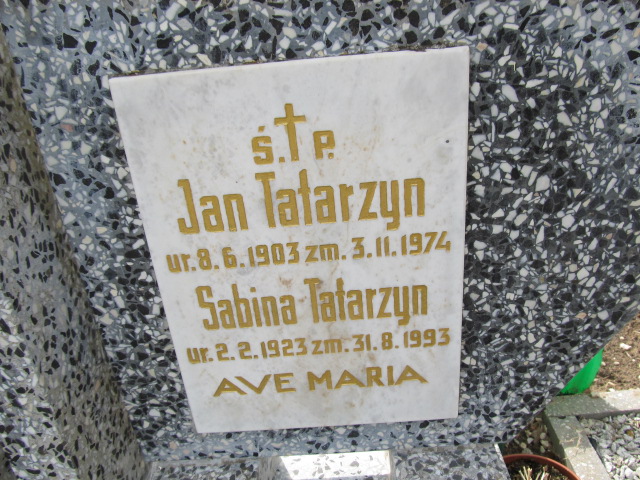 Ś. † P.
Jan Tatarzyn
ur. 8. 6. 1903 zm. 3. 11. 1974
Sabina Tatarzyn
ur. 2. 2. 1923 zm. 31. 8. 1993
AVE MARIA